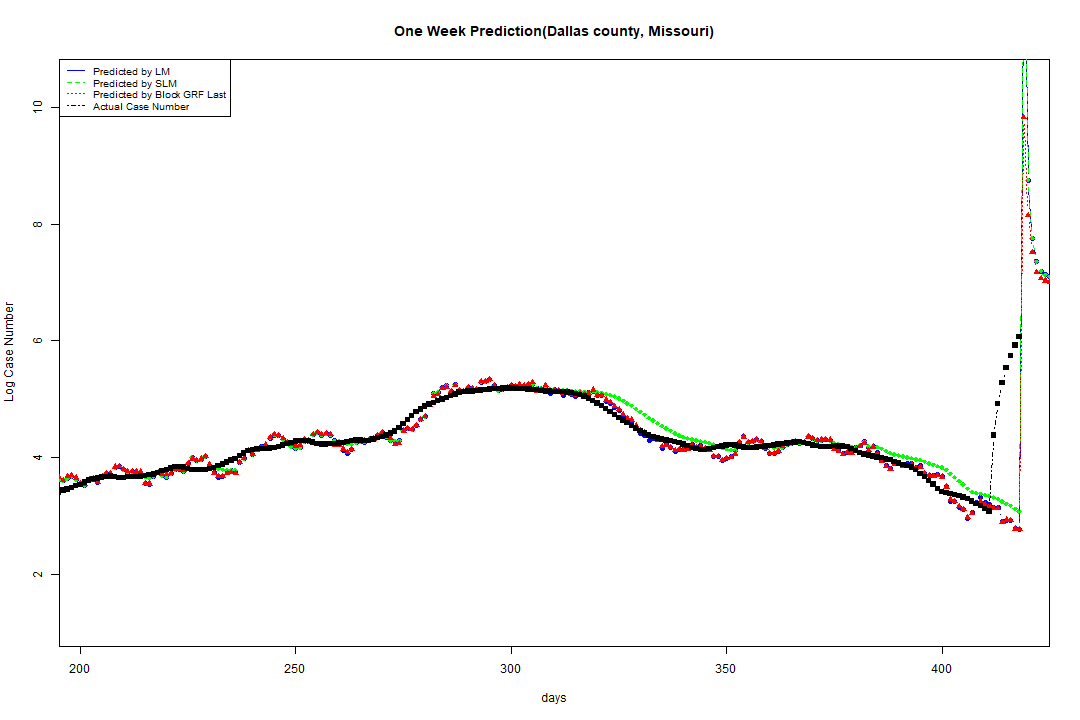 One Week Prediction(Dallas county, Missouri)
Predicted by LM
Predicted by SLM
Predicted by Block GRF Last
Actual Case Number
Log Case Number
10
8
6
4
2
200 250 300 350 400
days